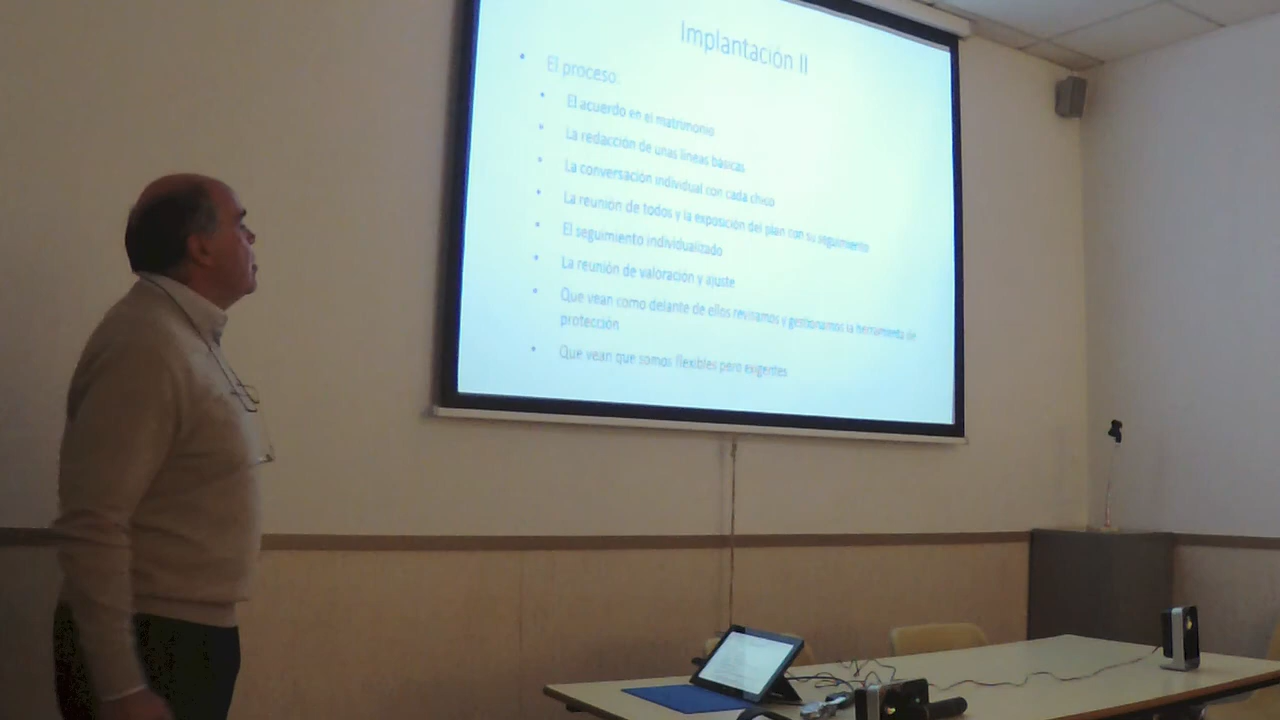 Implantación II
• El proceso:
• El acuerdo en el matrimonio
• La redacción de unas líneas básicas
• La conversación individual con cada chico
• La reunión de todos y la exposición del plan con su seguimiento
• El seguimiento individualizado
• La reunión de valoración y ajuste
• Que vean como delante de ellos revisamos y gestionamos la herramienta de
protección
• Que vean que somos flexibles pero exigentes